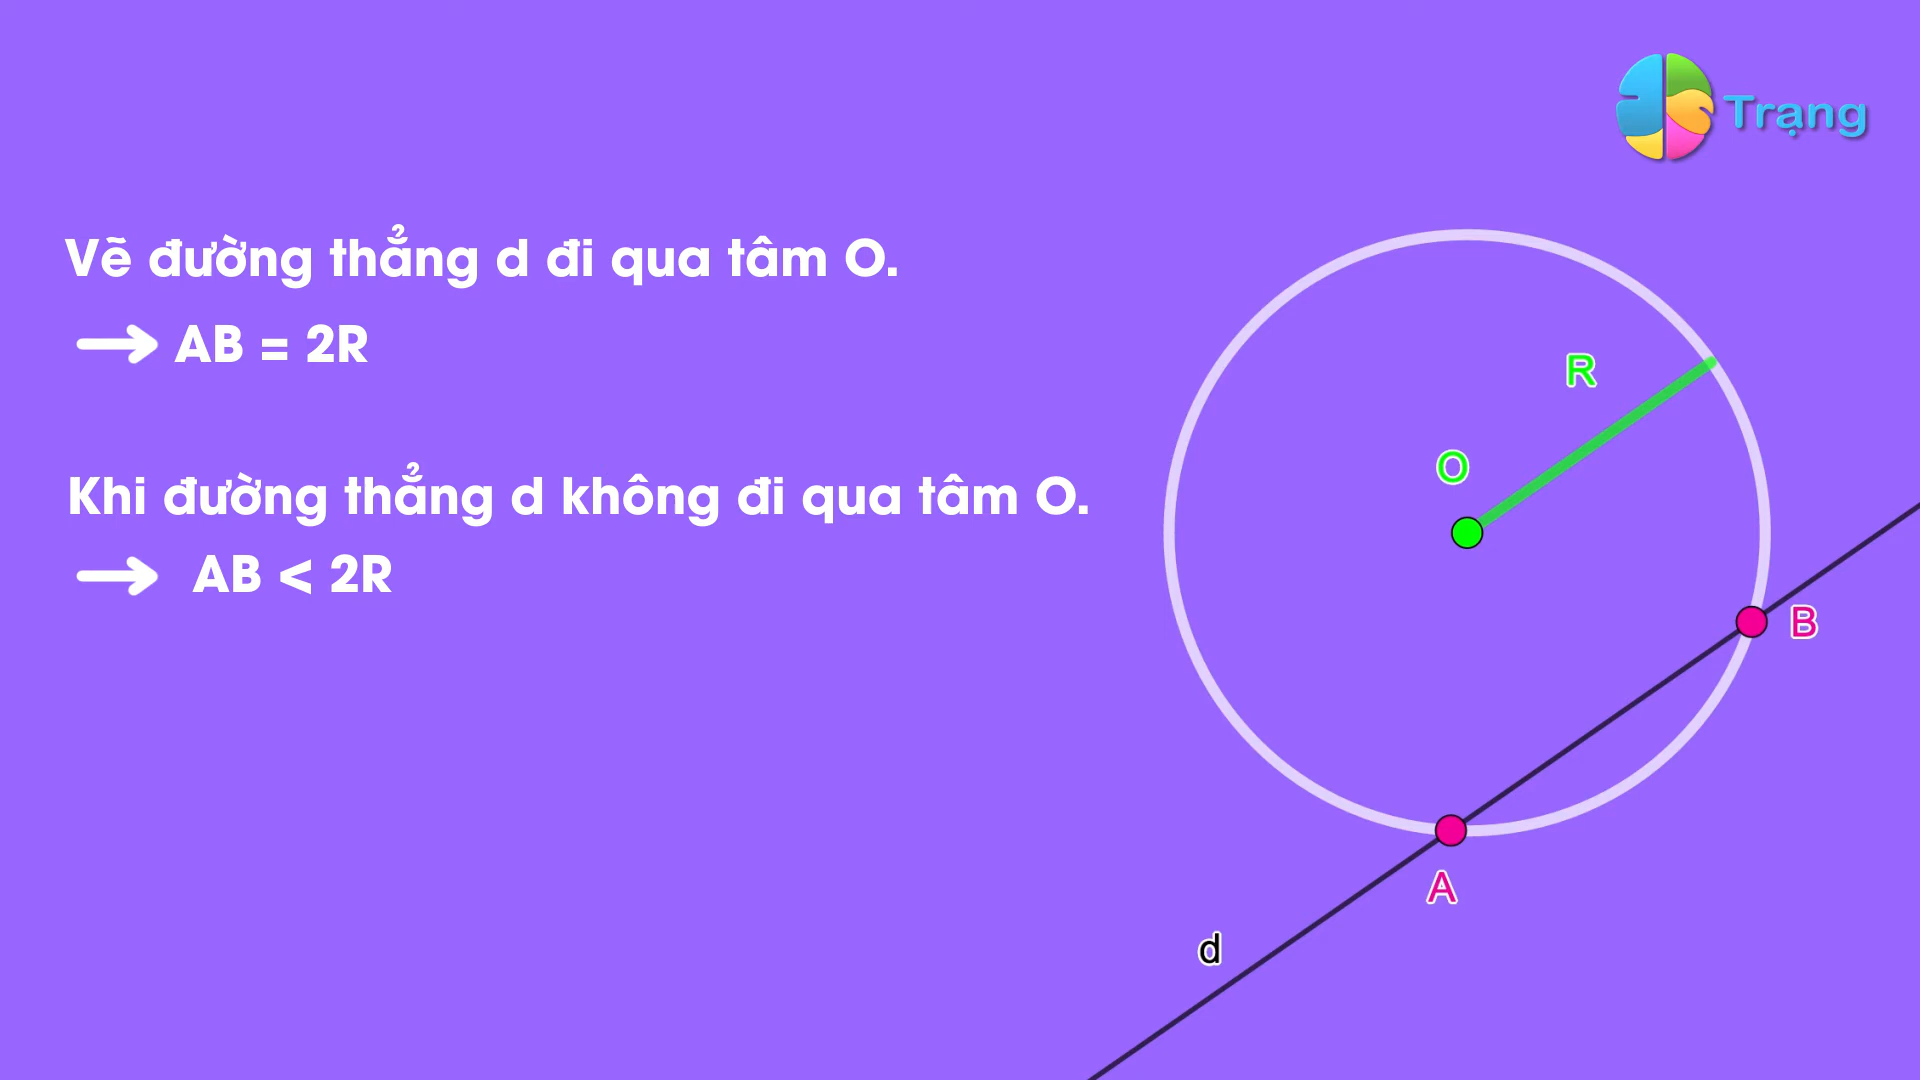 Trạng
Vẽ đường thẳng d đi qua tâm O.
AB = 2R
Khi đường thẳng d không đi qua tâm O.
AB < 2R
R
O
B
A
d